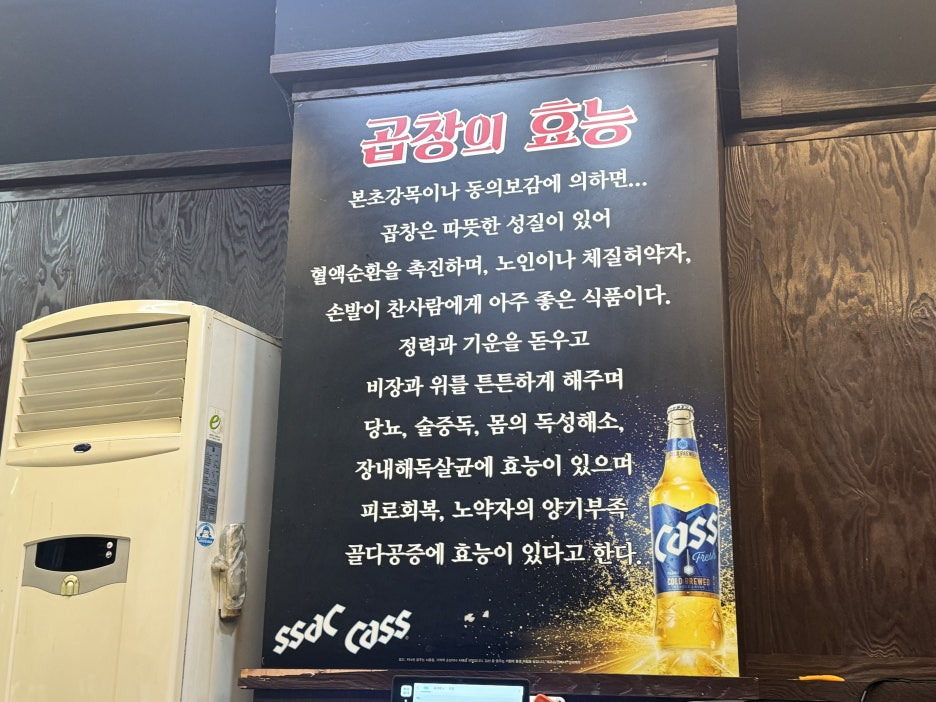 곱창의 효능
본초강목이나 동의보감에 의하면...
곱창은 따뜻한 성질이 있어
혈액순환을 촉진하며, 노인이나 체질허약자,
손발이 찬사람에게 아주 좋은 식품이다.
정력과 기운을 돋우고
비장과 위를 튼튼하게 해주며
당뇨, 술중독, 몸의 독성해소,
장내해독살균에 효능이 있으며
피로회복, 노약자의 양기부족
골다공증에 효능이 있다고 한다..
COLD BREWED
Cass
Fresh
COLD BREWED
ssac cass